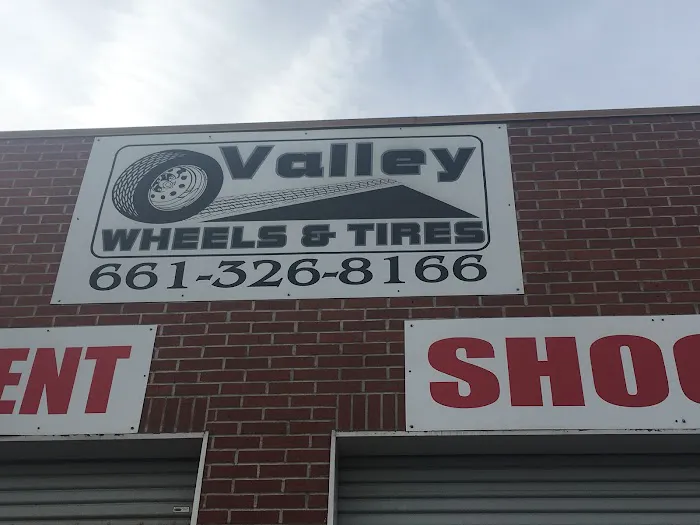 Valley
WHEELS & TIRES
661-326-8166
ENT
SHOC